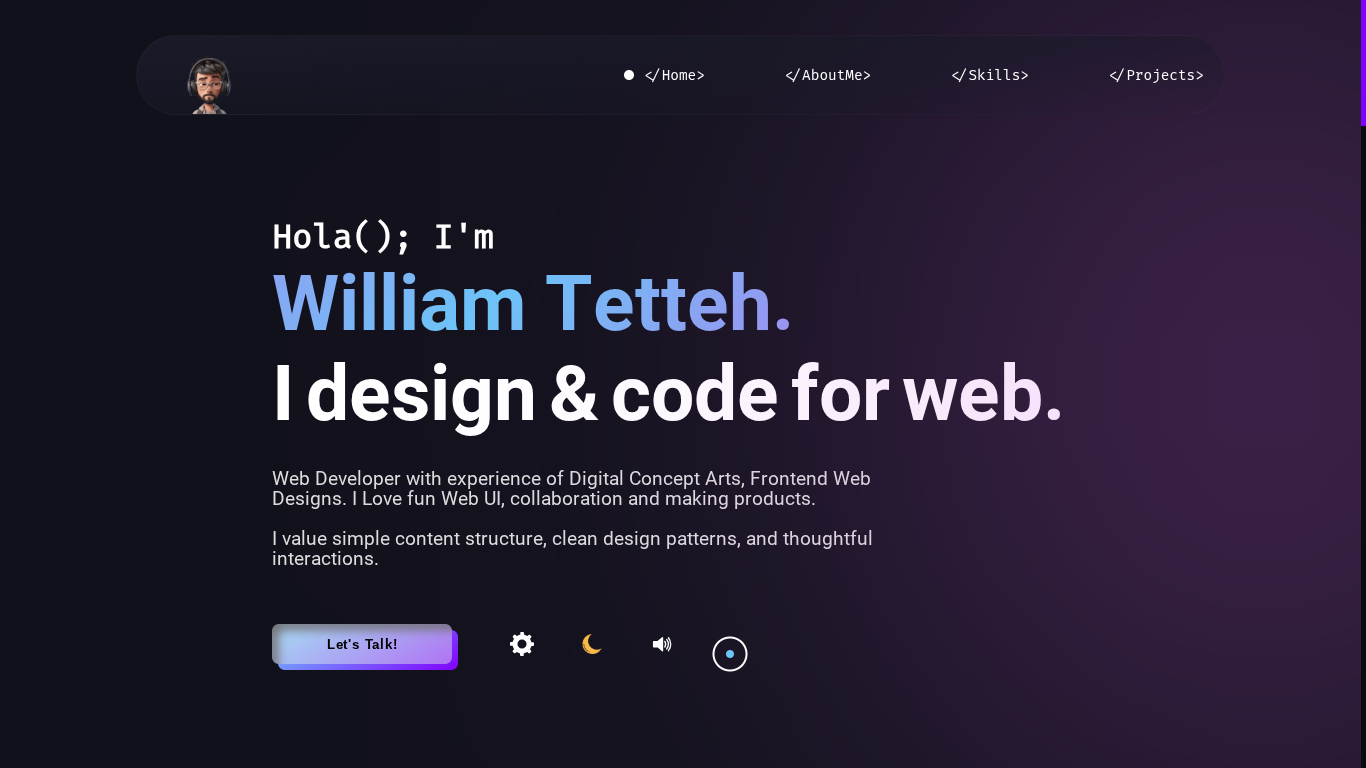 </Home> </AboutMe> </Skills> </Projects>
Hola(); I'm
William Tetteh.
I design & code for web.
Web Developer with experience of Digital Concept Arts, Frontend Web
Designs. I Love fun Web UI, collaboration and making products.
I value simple content structure, clean design patterns, and thoughtful
interactions.
Let's Talk!